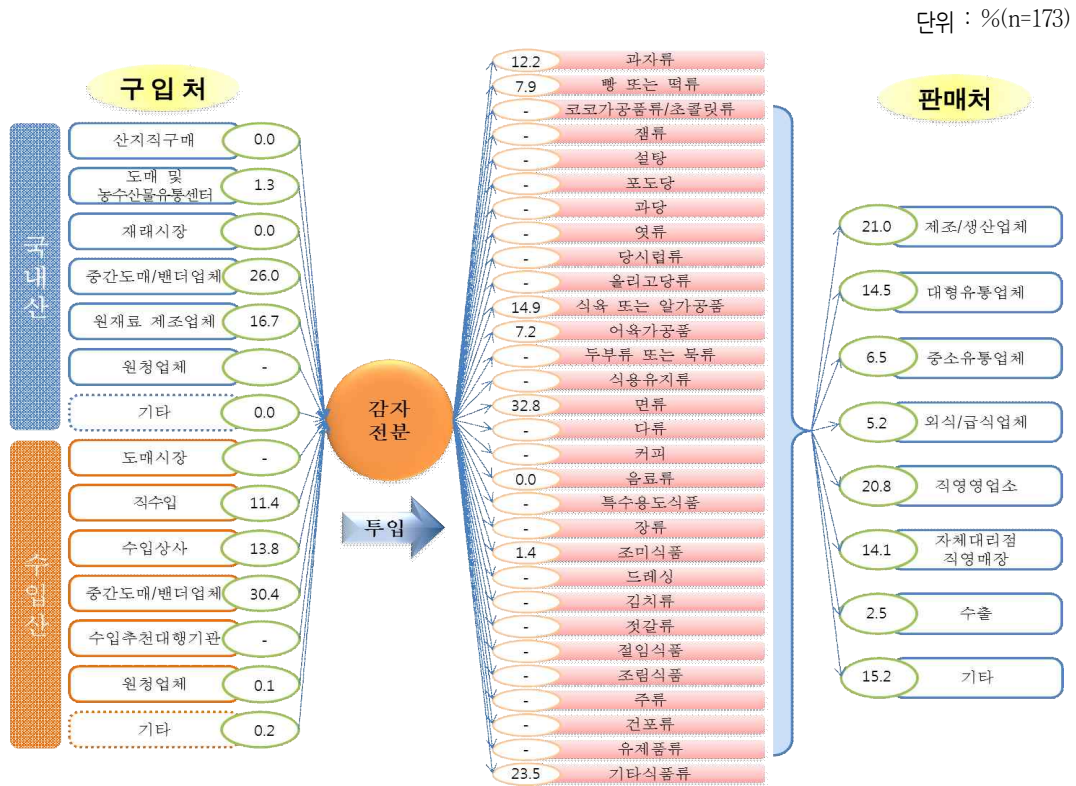 단위 : %(n=173)
구입처
국내산
산지직구매 0.0
도매 및
농수산물유통센터 1.3
재래시장 0.0
중간도매/밴더업체 26.0
원재료 제조업체 16.7
원청업체 -
기타 0.0
수입산
도매시장 -
직수입 11.4
수입상사 13.8
중간도매/밴더업체 30.4
수입추천대행기관 -
원청업체 0.1
기타 0.2
감자
전분
투입
12.2 과자류
7.9 빵 또는 떡류
- 코코가공품류/초콜릿류
- 잼류
- 설탕
- 포도당
- 과당
- 엿류
- 당시럽류
- 올리고당류
14.9 식육 또는 알가공품
7.2 어육가공품
- 두부류 또는 묵류
- 식용유지류
32.8 면류
- 다류
- 커피
0.0 음료류
- 특수용도식품
- 장류
1.4 조미식품
- 드레싱
- 김치류
- 젓갈류
- 절임식품
- 조림식품
- 주류
- 건포류
- 유제품류
23.5 기타식품류
판매처
21.0 제조/생산업체
14.5 대형유통업체
6.5 중소유통업체
5.2 외식/급식업체
20.8 직영영업소
14.1 자체대리점
직영매장
2.5 수출
15.2 기타